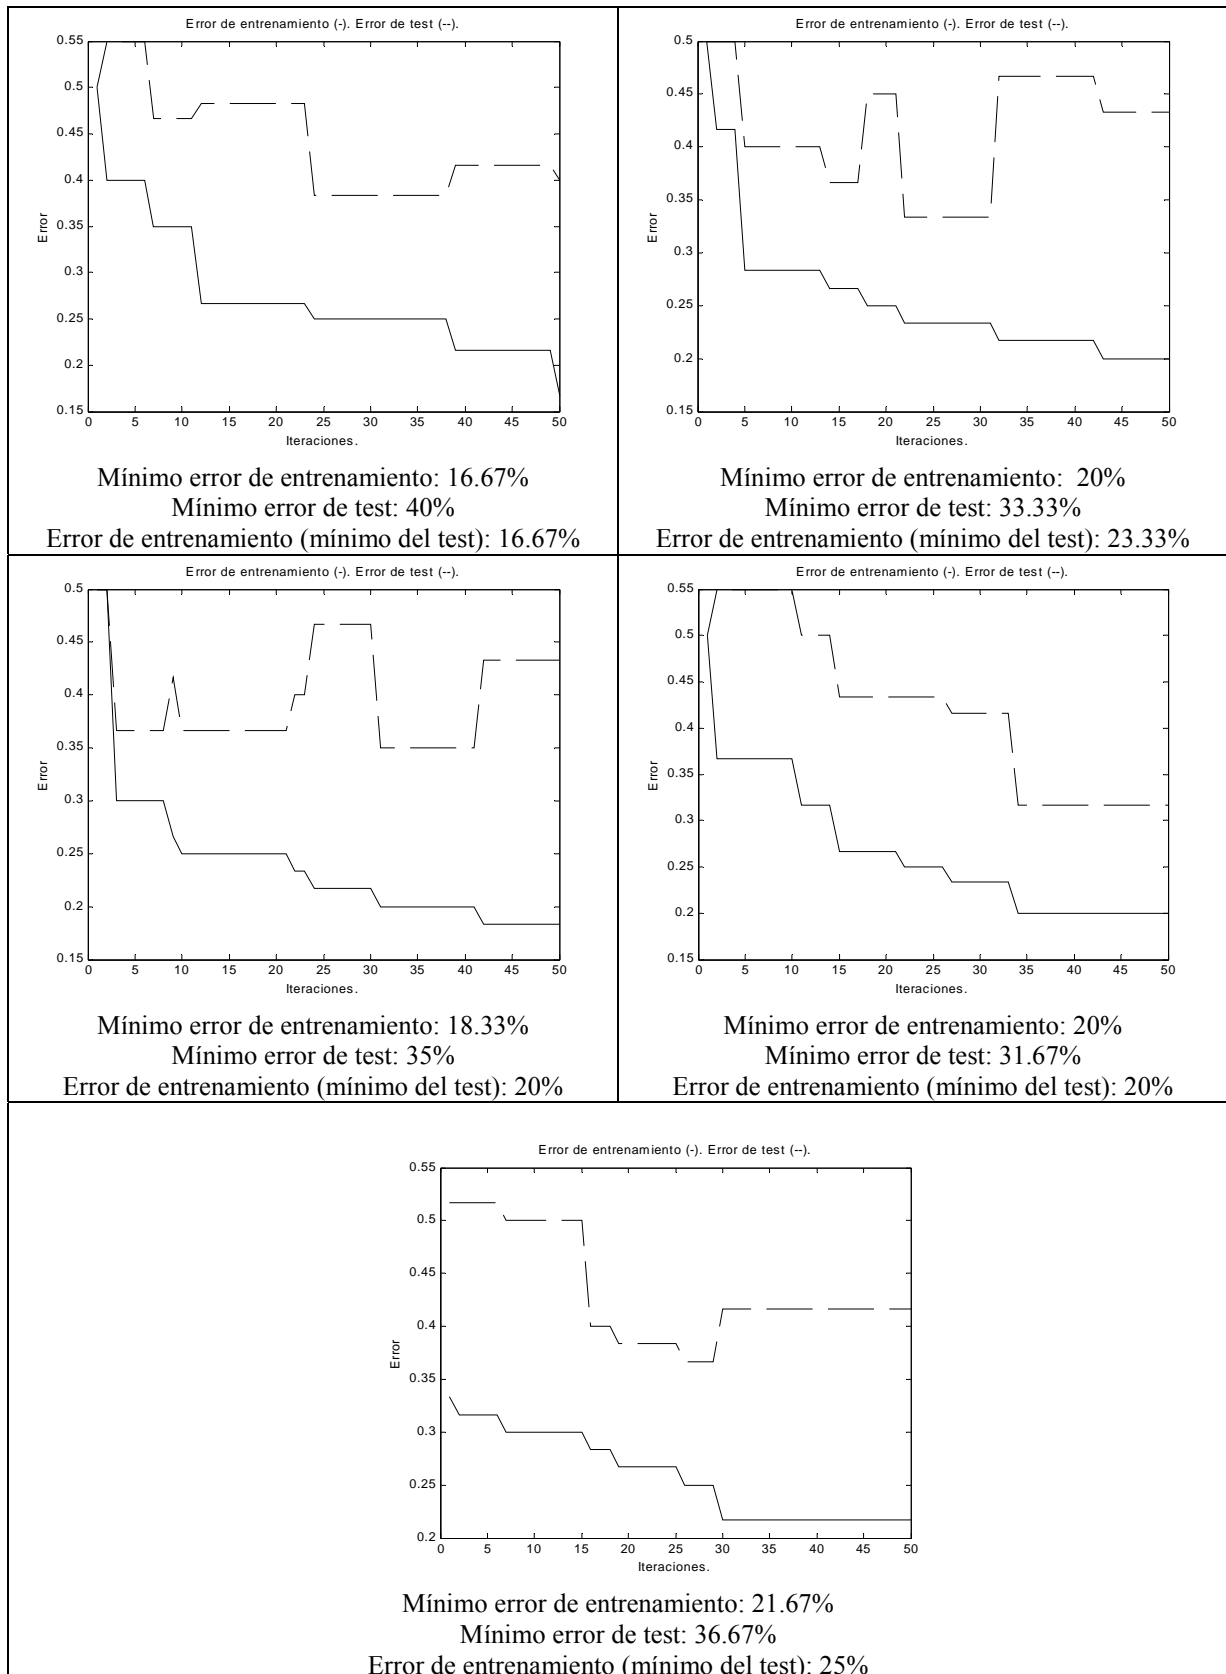 Error de entrenamiento (-). Error de test (--).
0.55
0.5
0.45
0.4
0.35
0.3
0.25
0.2
0.15
Error
0 5 10 15 20 25 30 35 40 45 50
Iteraciones.
Mínimo error de entrenamiento: 16.67%
Mínimo error de test: 40%
Error de entrenamiento (mínimo del test): 16.67%
Error de entrenamiento (-). Error de test (--).
0.5
0.45
0.4
0.35
0.3
0.25
0.2
0.15
Error
0 5 10 15 20 25 30 35 40 45 50
Iteraciones.
Mínimo error de entrenamiento: 20%
Mínimo error de test: 33.33%
Error de entrenamiento (mínimo del test): 23.33%
Error de entrenamiento (-). Error de test (--).
0.5
0.45
0.4
0.35
0.3
0.25
0.2
0.15
Error
0 5 10 15 20 25 30 35 40 45 50
Iteraciones.
Mínimo error de entrenamiento: 18.33%
Mínimo error de test: 35%
Error de entrenamiento (mínimo del test): 20%
Error de entrenamiento (-). Error de test (--).
0.55
0.5
0.45
0.4
0.35
0.3
0.25
0.2
0.15
Error
0 5 10 15 20 25 30 35 40 45 50
Iteraciones.
Mínimo error de entrenamiento: 20%
Mínimo error de test: 31.67%
Error de entrenamiento (mínimo del test): 20%
Error de entrenamiento (-). Error de test (--).
0.55
0.5
0.45
0.4
0.35
0.3
0.25
0.2
Error
0 5 10 15 20 25 30 35 40 45 50
Iteraciones.
Mínimo error de entrenamiento: 21.67%
Mínimo error de test: 36.67%
Error de entrenamiento (mínimo del test): 25%